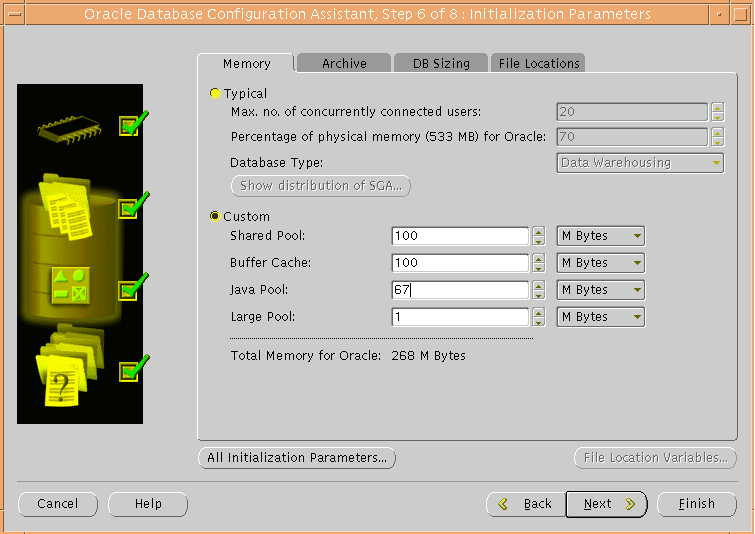 Oracle Database Configuration Assistant, Step 6 of 8 : Initialization Parameters
Memory Archive DB Sizing File Locations
Typical
Max. no. of concurrently connected users: 20
Percentage of physical memory (533 MB) for Oracle: 70
Database Type: Data Warehousing
Show distribution of SGA...
Custom
Shared Pool: 100 M Bytes
Buffer Cache: 100 M Bytes
Java Pool: 67 M Bytes
Large Pool: 1 M Bytes
Total Memory for Oracle: 268 M Bytes
All Initialization Parameters... File Location Variables...
Cancel Help Back Next Finish